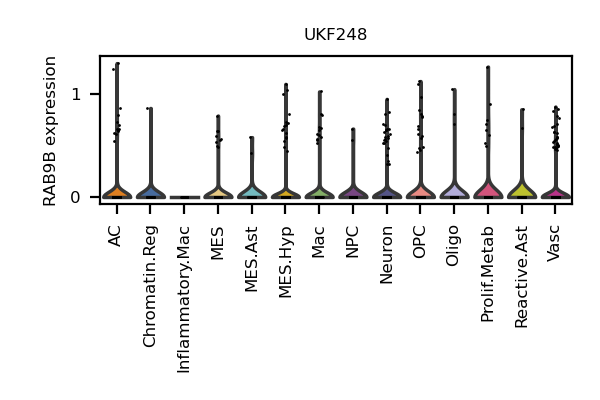 UKF248
RAB9B expression
1
0
AC
Chromatin.Reg
Inflammatory.Mac
MES
MES.Ast
MES.Hyp
Mac
NPC
Neuron
OPC
Oligo
Prolif.Metab
Reactive.Ast
Vasc